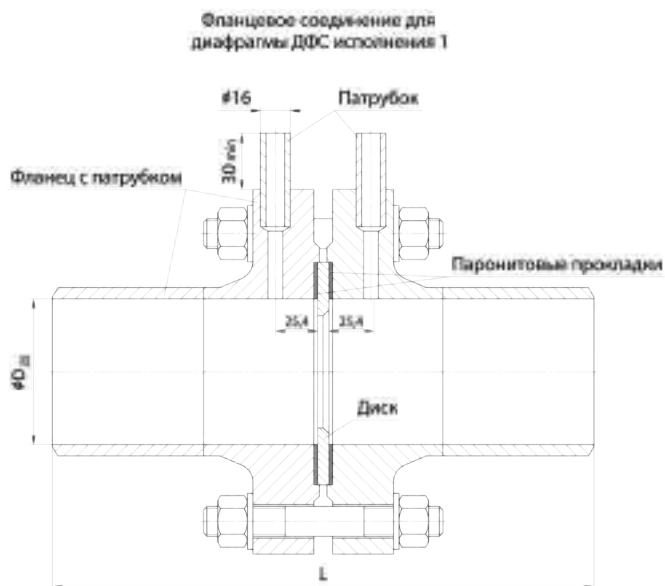 Фланцевое соединение для
диафрагмы ДФС исполнения 1
ø16
Патрубок
30 min
Фланец с патрубком
Паронитовые прокладки
25,4
25,4
øD20
Диск
L